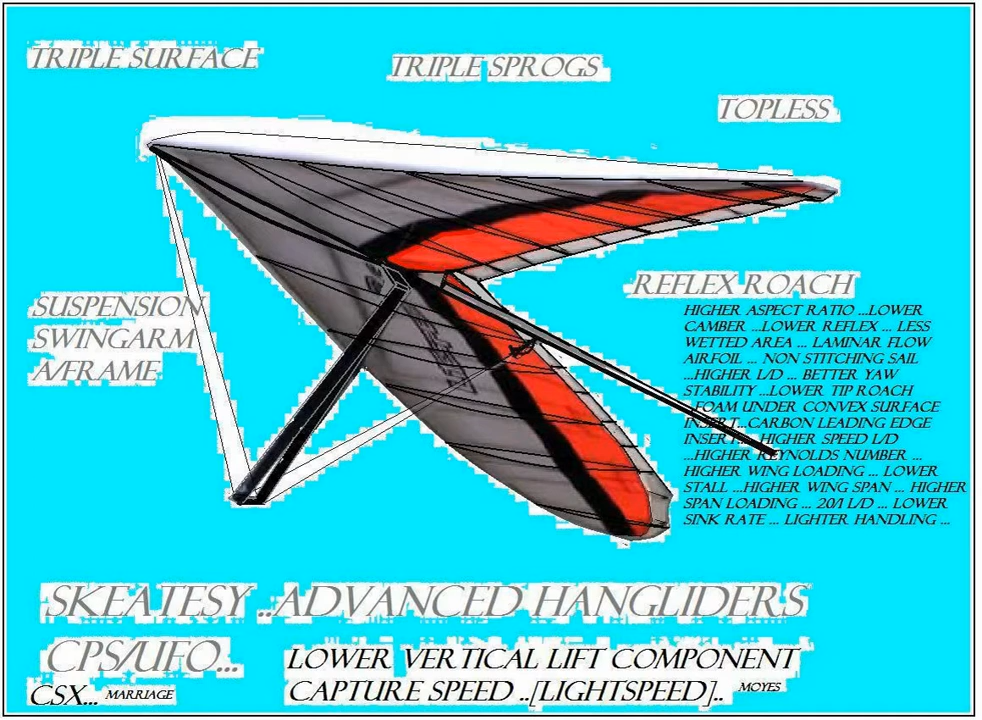 TRIPLE SURFACE
TRIPLE SPROGS
TOPLESS
SUSPENSION
SWINGARM
A/FRAME
REFLEX ROACH
HIGHER ASPECT RATIO ...LOWER
CAMBER ...LOWER REFLEX ... LESS
WETTED AREA ... LAMINAR FLOW
AIRFOIL ... NON STITCHING SAIL
...HIGHER L/D ... BETTER YAW
STABILITY ...LOWER TIP ROACH
..FOAM UNDER CONVEX SURFACE
INSERT...CARBON LEADING EDGE
INSERT... HIGHER SPEED L/D
...HIGHER REYNOLDS NUMBER ...
HIGHER WING LOADING ... LOWER
STALL ...HIGHER WING SPAN ... HIGHER
SPAN LOADING ... 20/1 L/D ... LOWER
SINK RATE ... LIGHTER HANDLING ...
SKEATESY ..ADVANCED HANGLIDERS
CPS/UFO...
CSX... MARRIAGE
LOWER VERTICAL LIFT COMPONENT
CAPTURE SPEED ..[LIGHTSPEED].. MOYES